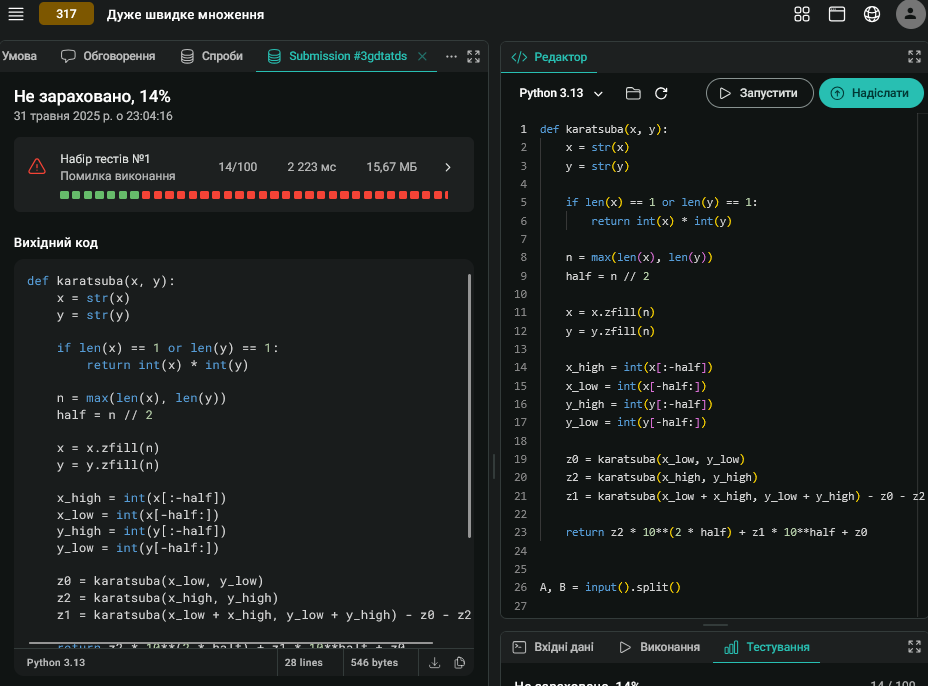 317 Дуже швидке множення
Умова Обговорення Спроби Submission #3gdtatds
Не зараховано, 14%
31 травня 2025 р. о 23:04:16
Набір тестів №1
Помилка виконання
14/100 2 223 мс 15,67 МБ
Вихідний код
def karatsuba(x, y):
x = str(x)
y = str(y)
if len(x) == 1 or len(y) == 1:
return int(x) * int(y)
n = max(len(x), len(y))
half = n // 2
x = x.zfill(n)
y = y.zfill(n)
x_high = int(x[:-half])
x_low = int(x[-half:])
y_high = int(y[:-half])
y_low = int(y[-half:])
z0 = karatsuba(x_low, y_low)
z2 = karatsuba(x_high, y_high)
z1 = karatsuba(x_low + x_high, y_low + y_high) - z0 - z2
return z2 * 10**(2 * half) + z1 * 10**half + z0
Python 3.13 28 lines 546 bytes
Редактор
Python 3.13 Запустити Надіслати
1 def karatsuba(x, y):
2 x = str(x)
3 y = str(y)
4
5 if len(x) == 1 or len(y) == 1:
6 return int(x) * int(y)
7
8 n = max(len(x), len(y))
9 half = n // 2
10
11 x = x.zfill(n)
12 y = y.zfill(n)
13
14 x_high = int(x[:-half])
15 x_low = int(x[-half:])
16 y_high = int(y[:-half])
17 y_low = int(y[-half:])
18
19 z0 = karatsuba(x_low, y_low)
20 z2 = karatsuba(x_high, y_high)
21 z1 = karatsuba(x_low + x_high, y_low + y_high) - z0 - z2
22
23 return z2 * 10**(2 * half) + z1 * 10**half + z0
24
25
26 A, B = input().split()
27
Вхідні дані Виконання Тестування
Не зараховано, 14% 14 / 100